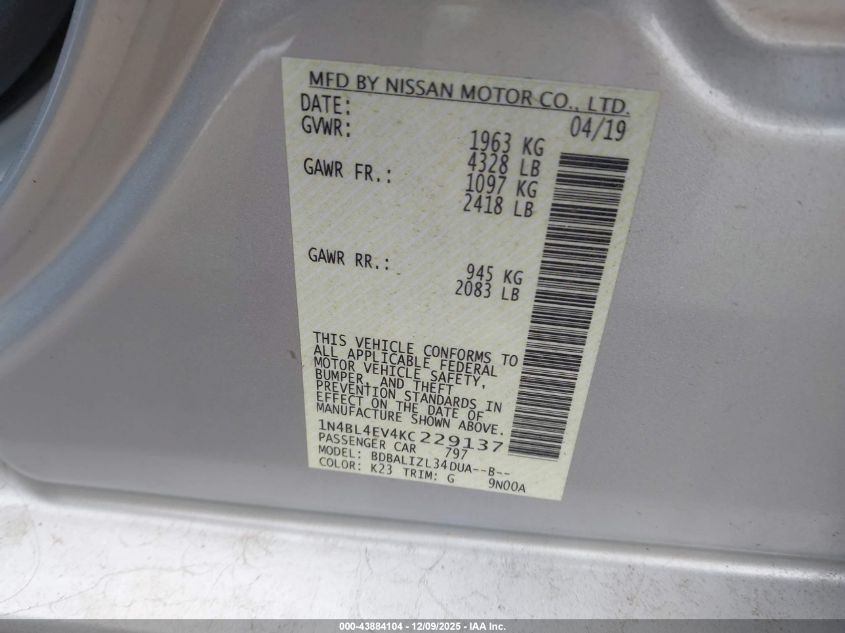 MFD BY NISSAN MOTOR CO., LTD.
DATE: 04/19
GVWR: 1963 KG
4328 LB
GAWR FR.: 1097 KG
2418 LB
GAWR RR.: 945 KG
2083 LB
THIS VEHICLE CONFORMS TO
ALL APPLICABLE FEDERAL
MOTOR VEHICLE SAFETY,
BUMPER, AND THEFT
PREVENTION STANDARDS IN
EFFECT ON THE DATE OF
MANUFACTURE SHOWN ABOVE.
1N4BL4EV4KC229137
PASSENGER CAR 797
MODEL: BDBALIZL34DUA--B--
COLOR: K23 TRIM: G 9N00A
000-43884104 | 12/09/2025 - IAA Inc.